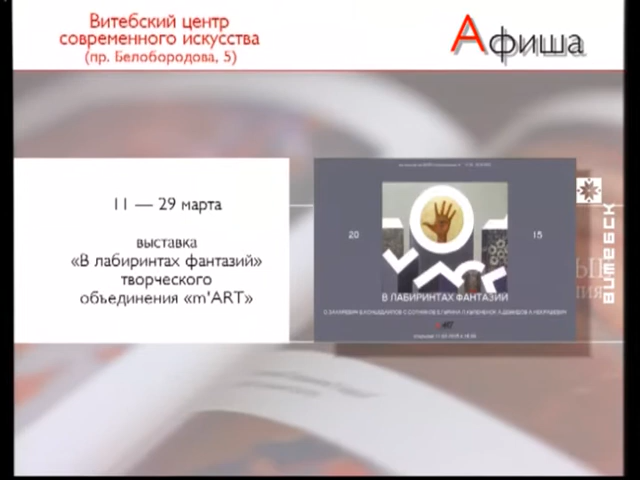 Витебский центр
современного искусства
(пр. Белобородова, 5)
Афиша
11 — 29 марта
выставка
«В лабиринтах фантазий»
творческого
объединения «m'ART»
20
15
В ЛАБИРИНТАХ ФАНТАЗИЙ
ВИТЕБСК